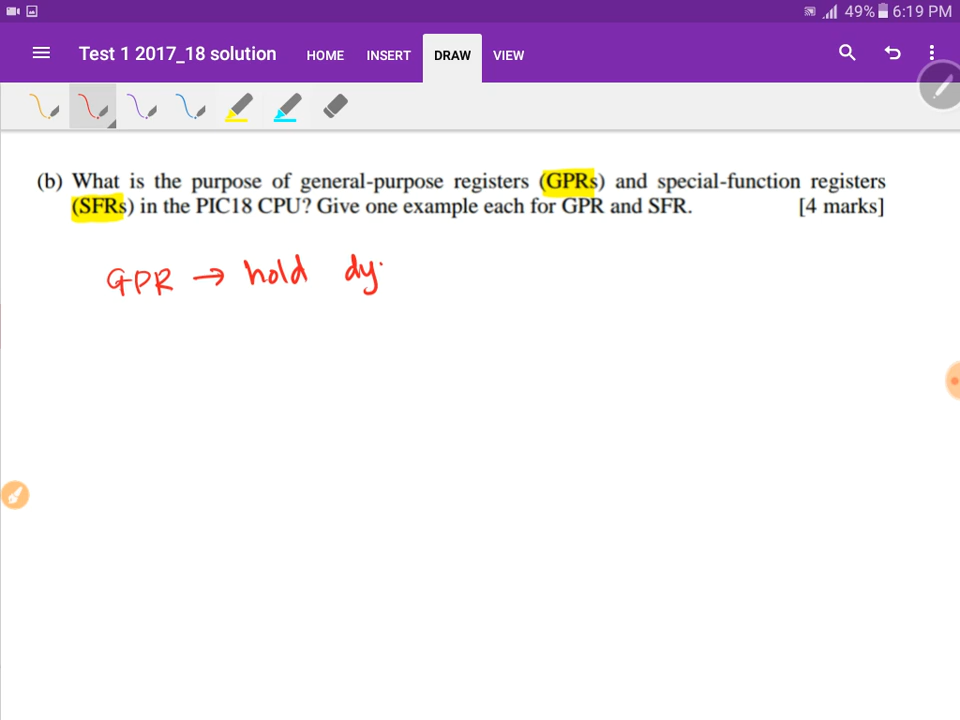 49% 6:19 PM
Test 1 2017_18 solution HOME INSERT DRAW VIEW
(b) What is the purpose of general-purpose registers (GPRs) and special-function registers
(SFRs) in the PIC18 CPU? Give one example each for GPR and SFR. [4 marks]
GPR → hold dy